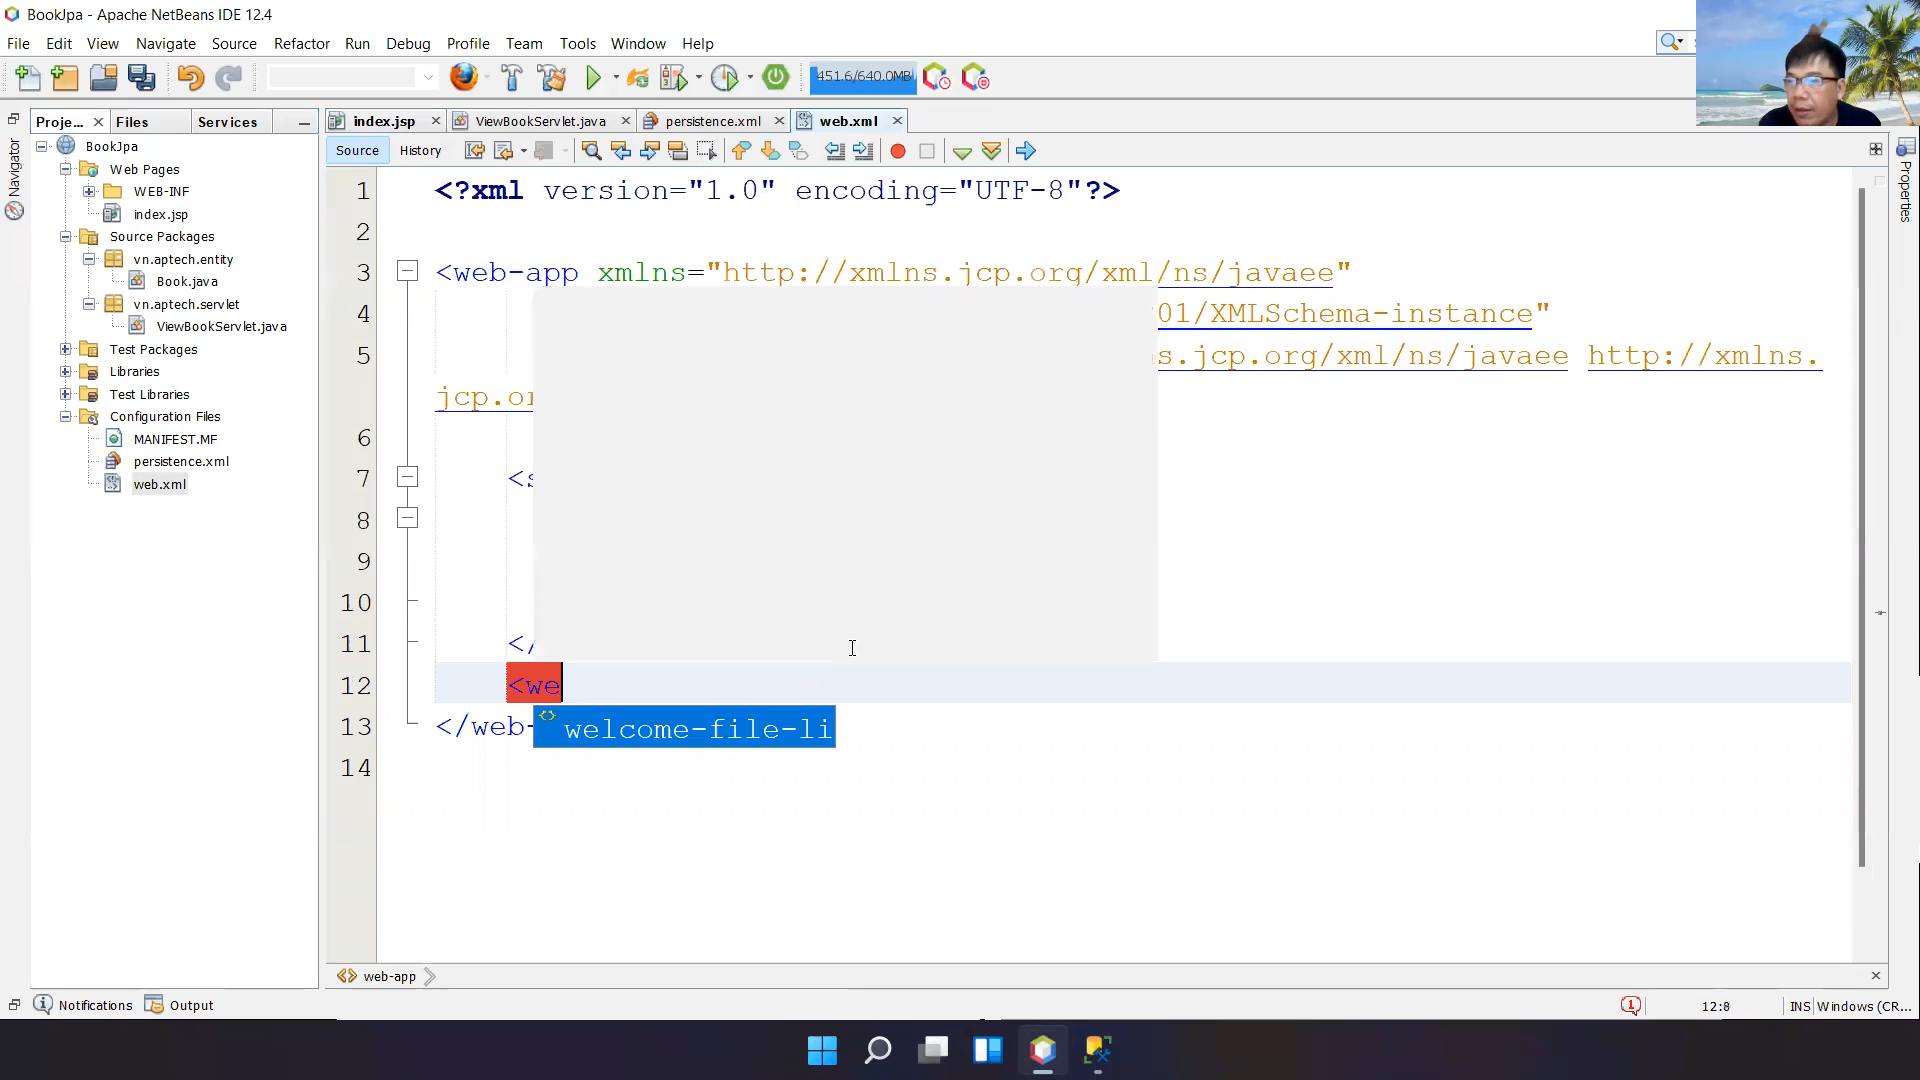 BookJpa - Apache NetBeans IDE 12.4
File Edit View Navigate Source Refactor Run Debug Profile Team Tools Window Help
451.6/640.0MB
Proje... Files Services
index.jsp ViewBookServlet.java persistence.xml web.xml
Source History
Navigator
Properties
BookJpa
Web Pages
WEB-INF
index.jsp
Source Packages
vn.aptech.entity
Book.java
vn.aptech.servlet
ViewBookServlet.java
Test Packages
Libraries
Test Libraries
Configuration Files
MANIFEST.MF
persistence.xml
web.xml
1 <?xml version="1.0" encoding="UTF-8"?>
2
3 <web-app xmlns="http://xmlns.jcp.org/xml/ns/javaee"
4 01/XMLSchema-instance"
5 s.jcp.org/xml/ns/javaee http://xmlns.
jcp.or
6
7 <s
8
9
10
11 </
12 <we
13 </web-
welcome-file-li
14
web-app
Notifications Output
1 12:8 INS Windows (CR...